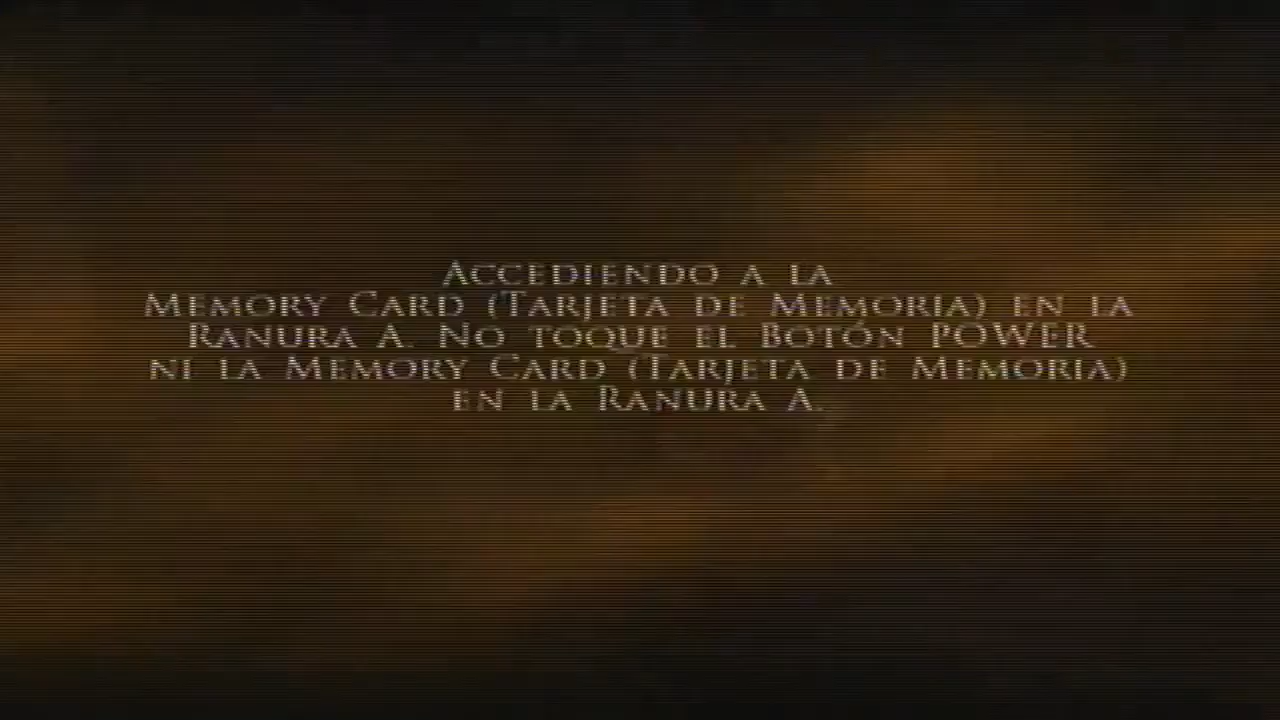 Accediendo a la
Memory Card (Tarjeta de Memoria) en la
Ranura A. No toque el Botón POWER
ni la Memory Card (Tarjeta de Memoria)
en la Ranura A.